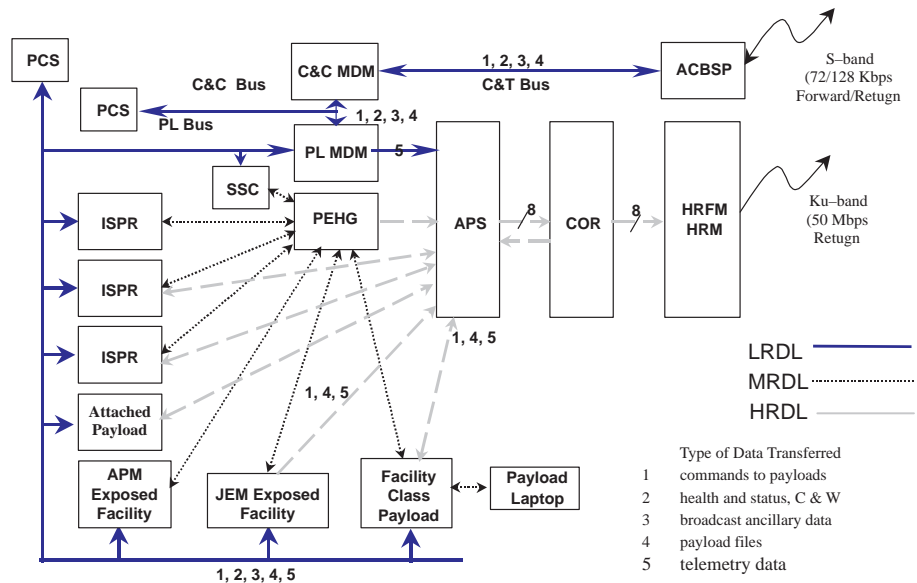 PCS
C&C MDM
1, 2, 3, 4
C&T Bus
ACBSP
S–band
(72/128 Kbps
Forward/Retugn
C&C Bus
PCS
PL Bus
1, 2, 3, 4
PL MDM
5
SSC
ISPR
PEHG
APS
8
COR
8
HRFM
HRM
Ku–band
(50 Mbps
Retugn
ISPR
ISPR
1, 4, 5
1, 4, 5
Attached
Payload
APM
Exposed
Facility
JEM Exposed
Facility
Facility
Class
Payload
Payload
Laptop
1, 2, 3, 4, 5
LRDL
MRDL
HRDL
Type of Data Transferred
1 commands to payloads
2 health and status, C & W
3 broadcast ancillary data
4 payload files
5 telemetry data